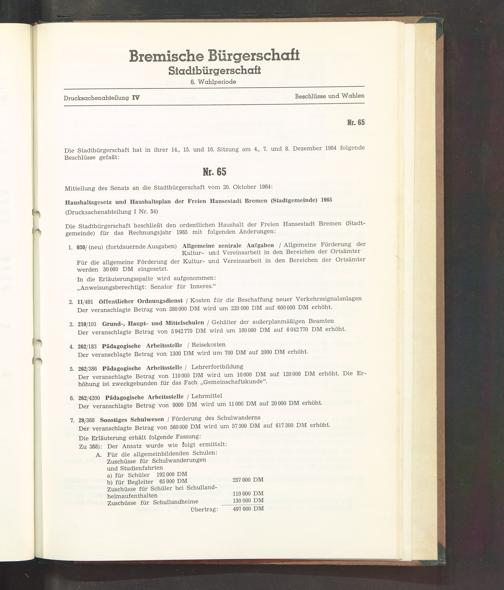 Bremische Bürgerschaft
Stadtbürgerschaft
6. Wahlperiode
Drucksachenabteilung IV Beschlüsse und Wahlen
Nr. 65
Die Stadtbürgerschaft hat in ihrer 14., 15. und 16. Sitzung am 4., 7. und 8. Dezember 1964 folgende
Beschlüsse gefaßt:
Nr. 65
Mitteilung des Senats an die Stadtbürgerschaft vom 20. Oktober 1964:
Haushaltsgesetz und Haushaltsplan der Freien Hansestadt Bremen (Stadtgemeinde) 1965
(Drucksachenabteilung I Nr. 54)
Die Stadtbürgerschaft beschließt den ordentlichen Haushalt der Freien Hansestadt Bremen (Stadt-
gemeinde) für das Rechnungsjahr 1965 mit folgenden Änderungen:
1. 030/ (neu) (fortdauernde Ausgaben) Allgemeine zentrale Aufgaben / Allgemeine Förderung der
Kultur- und Vereinsarbeit in den Bereichen der Ortsämter
Für die allgemeine Förderung der Kultur- und Vereinsarbeit in den Bereichen der Ortsämter
werden 30 000 DM eingesetzt.
In die Erläuterungsspalte wird aufgenommen:
„Anweisungsberechtigt: Senator für Inneres."
2. 11/491 Öffentlicher Ordnungsdienst / Kosten für die Beschaffung neuer Verkehrssignalanlagen
Der veranschlagte Betrag von 380 000 DM um 220 000 DM auf 600 000 DM erhöht.
3. 210/101 Grund-, Haupt- und Mittelschulen / Gehälter der außerplanmäßigen Beamten
Der veranschlagte Betrag von 5 942 770 DM wird um 100 000 DM auf 6 042 770 DM erhöht.
4. 262/183 Pädagogische Arbeitsstelle / Reisekosten
Der veranschlagte Betrag von 1300 DM wird um 700 DM auf 2000 DM erhöht.
5. 262/386 Pädagogische Arbeitsstelle / Lehrerfortbildung
Der veranschlagte Betrag von 110 000 DM wird um 10 000 DM auf 120 000 DM erhöht. Die Er-
höhung ist zweckgebunden für das Fach „Gemeinschaftskunde".
6. 262/4300 Pädagogische Arbeitsstelle / Lehrmittel
Der veranschlagte Betrag von 9000 DM wird um 11 000 DM auf 20 000 DM erhöht.
7. 29/368 Sonstiges Schulwesen / Förderung des Schulwanderns
Der veranschlagte Betrag von 560 000 DM wird um 57 300 DM auf 617 300 DM erhöht.
Die Erläuterung erhält folgende Fassung:
Zu 368): Der Ansatz wurde wie folgt ermittelt:
A. Für die allgemeinbildenden Schulen:
Zuschüsse für Schulwanderungen
und Studienfahrten
a) für Schüler 192 000 DM
b) für Begleiter 65 000 DM 257 000 DM
Zuschüsse für Schüler bei Schulland-
heimaufenthalten 110 000 DM
Zuschüsse für Schullandheime 130 000 DM
Übertrag: 497 000 DM